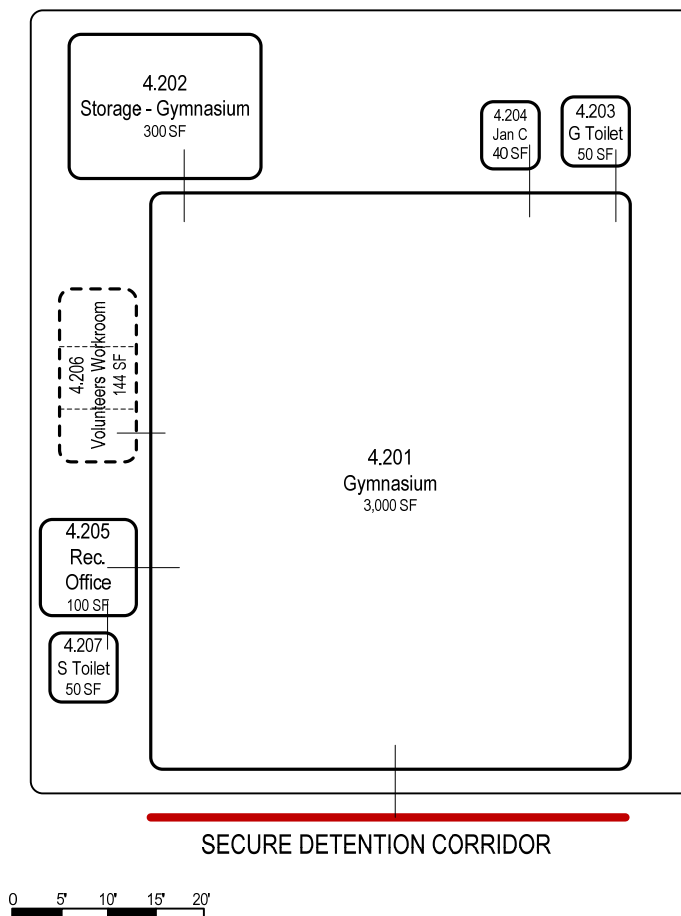 4.202
Storage - Gymnasium
300 SF
4.204
Jan C
40 SF
4.203
G Toilet
50 SF
4.206
Volunteers Workroom
144 SF
4.201
Gymnasium
3,000 SF
4.205
Rec.
Office
100 SF
4.207
S Toilet
50 SF
SECURE DETENTION CORRIDOR
0 5' 10' 15' 20'